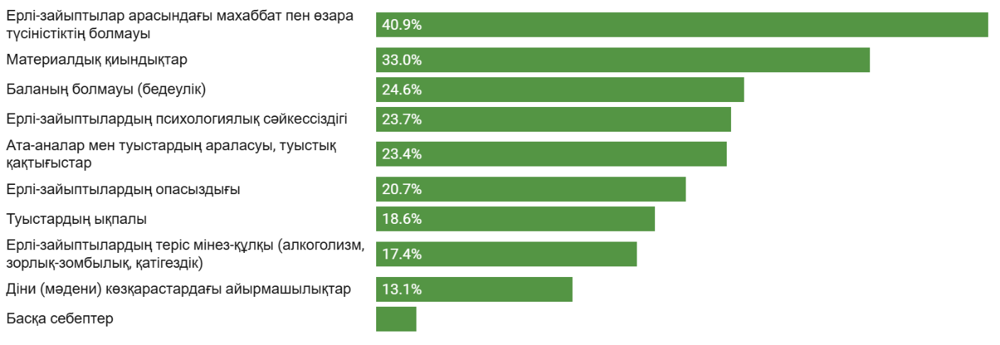 Ерлі-зайыптылар арасындағы махаббат пен өзара
түсіністіктің болмауы
40.9%
Материалдық қиындықтар
33.0%
Баланың болмауы (бедеулік)
24.6%
Ерлі-зайыптылардың психологиялық сәйкессіздігі
23.7%
Ата-аналар мен туыстардың араласуы, туыстық
қақтығыстар
23.4%
Ерлі-зайыптылардың опасыздығы
20.7%
Туыстардың ықпалы
18.6%
Ерлі-зайыптылардың теріс мінез-құлқы (алкоголизм,
зорлық-зомбылық, қатігездік)
17.4%
Діни (мәдени) көзқарастардағы айырмашылықтар
13.1%
Басқа себептер